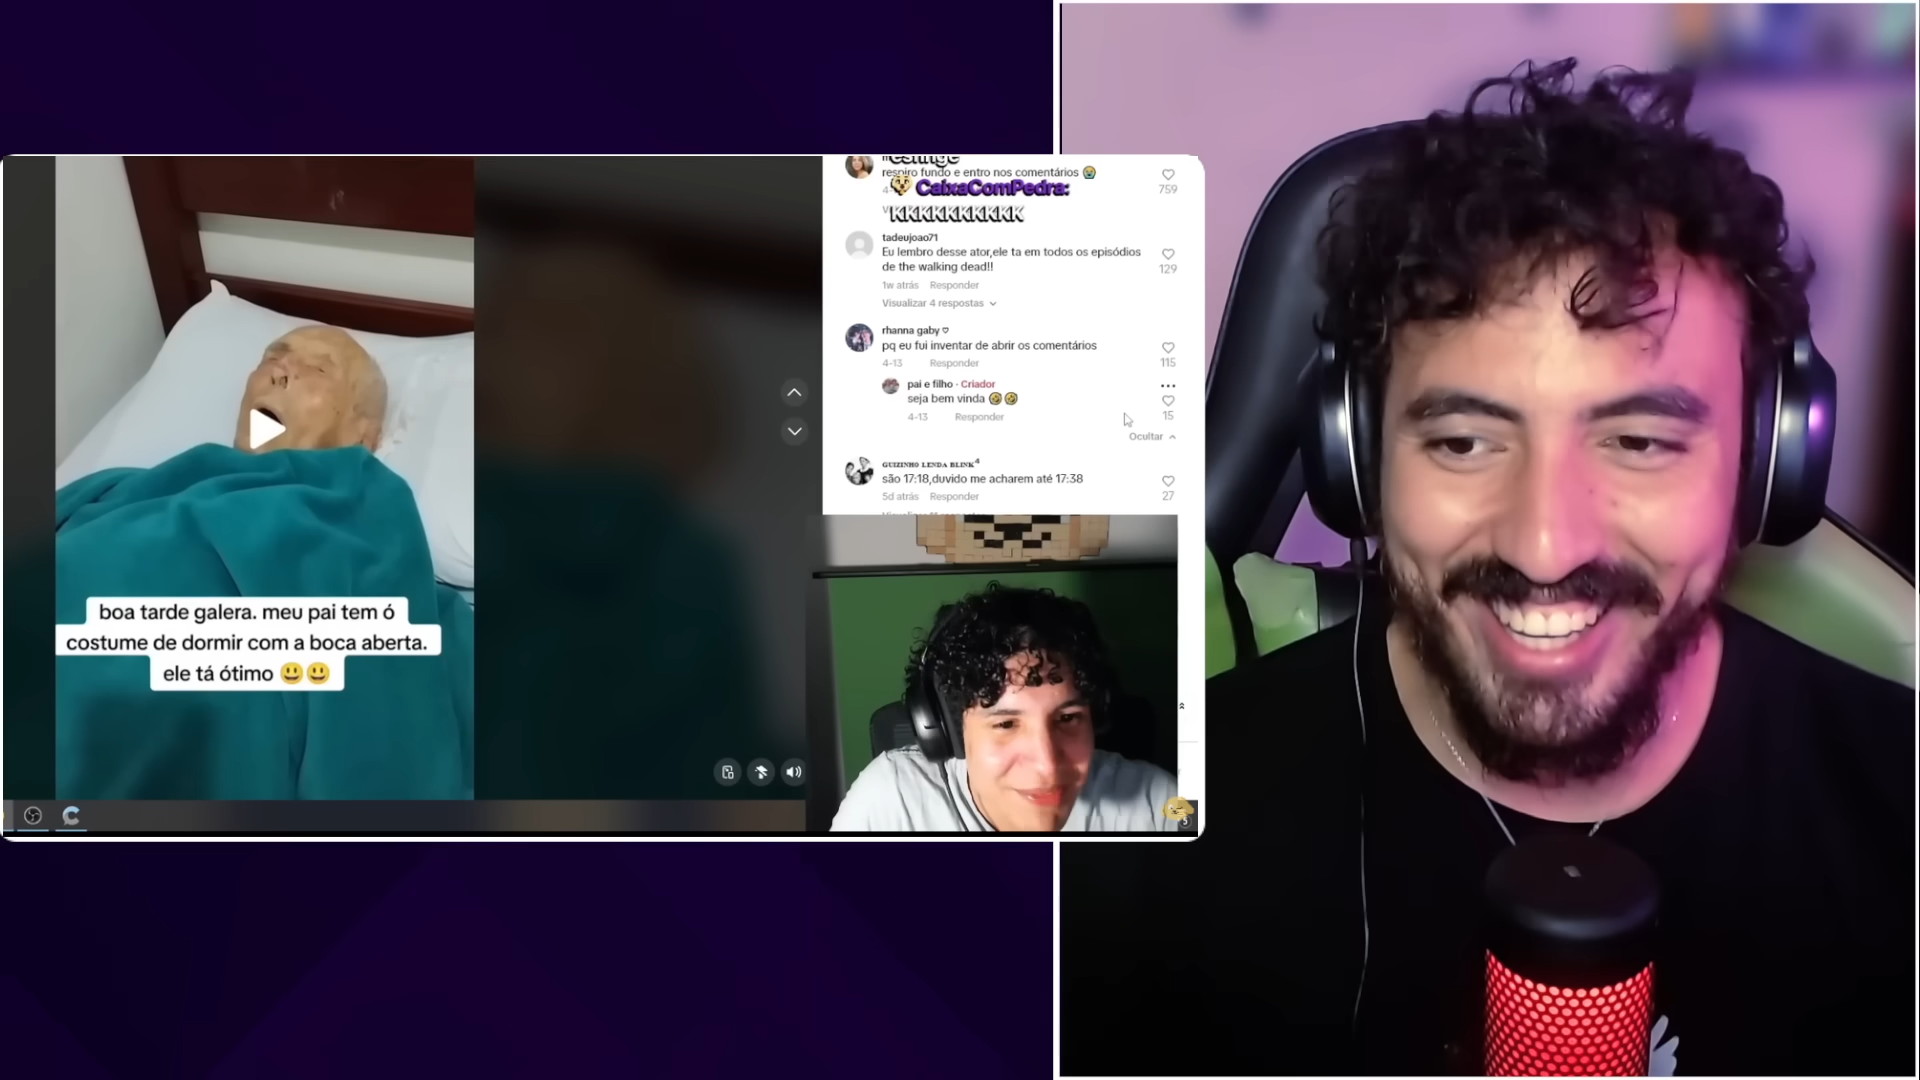 boa tarde galera. meu pai tem ó
costume de dormir com a boca aberta.
ele tá ótimo 😃😃
respiro fundo e entro nos comentários 😭
759
CaixaComPedra:
KKKKKKKKKK
tadeujoao71
Eu lembro desse ator,ele ta em todos os episódios
de the walking dead!!
129
1w atrás Responder
Visualizar 4 respostas
rhanna gaby ♡
pq eu fui inventar de abrir os comentários
115
4-13 Responder
pai e filho · Criador
seja bem vinda 🤣🤣
15
4-13 Responder
Ocultar
GUIZINHO LENDA BLINK⁴
são 17:18,duvido me acharem até 17:38
27
5d atrás Responder